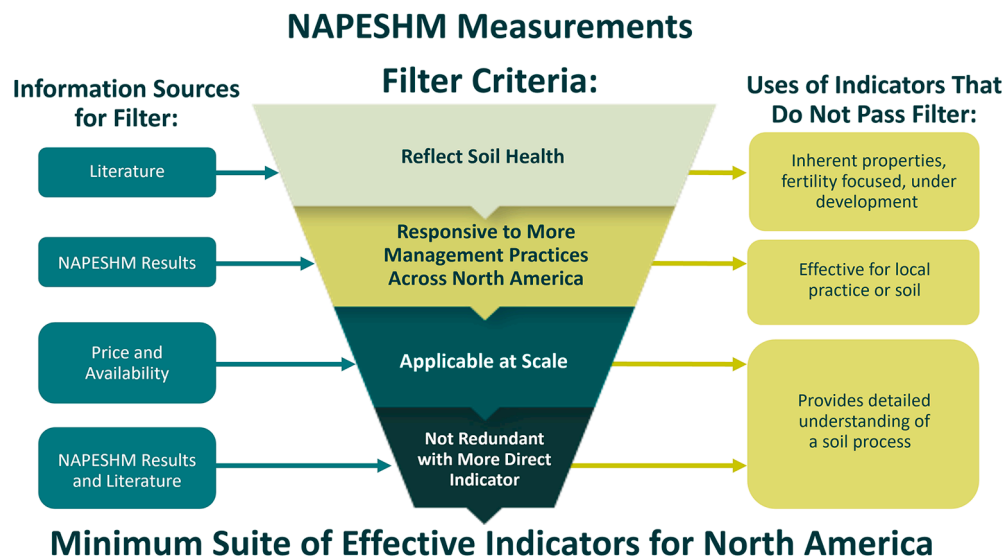 NAPESHM Measurements
Information Sources
for Filter:
Filter Criteria:
Uses of Indicators That
Do Not Pass Filter:
Literature
Reflect Soil Health
Inherent properties,
fertility focused, under
development
NAPESHM Results
Responsive to More
Management Practices
Across North America
Effective for local
practice or soil
Price and
Availability
Applicable at Scale
Provides detailed
understanding of
a soil process
NAPESHM Results
and Literature
Not Redundant
with More Direct
Indicator
Minimum Suite of Effective Indicators for North America